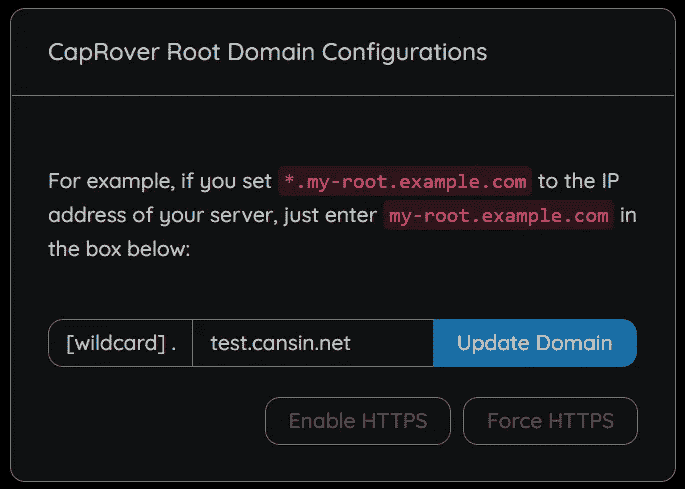 CapRover Root Domain Configurations
For example, if you set *.my-root.example.com to the IP
address of your server, just enter my-root.example.com in
the box below:
[wildcard] . test.cansin.net Update Domain
Enable HTTPS Force HTTPS